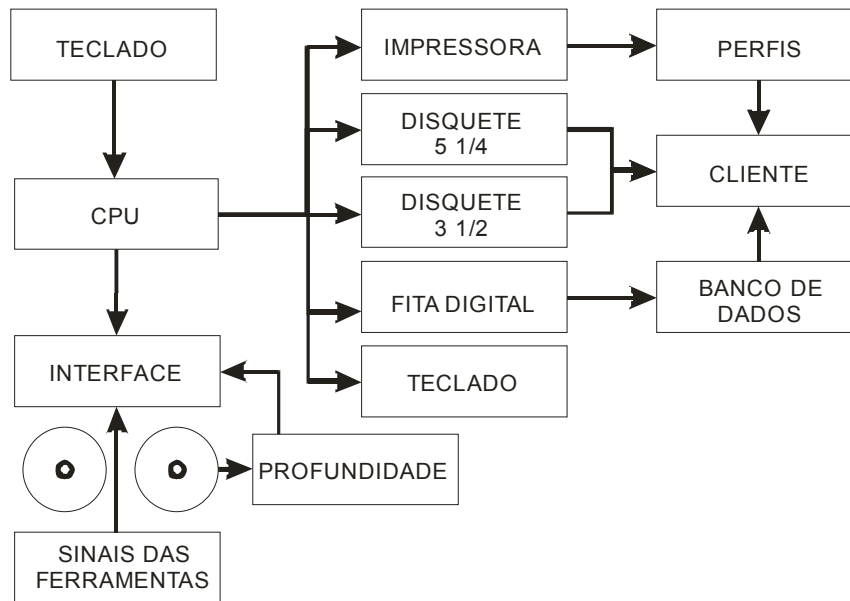 TECLADO
IMPRESSORA
PERFIS
DISQUETE
5 1/4
CLIENTE
CPU
DISQUETE
3 1/2
FITA DIGITAL
BANCO DE
DADOS
INTERFACE
TECLADO
PROFUNDIDADE
SINAIS DAS
FERRAMENTAS